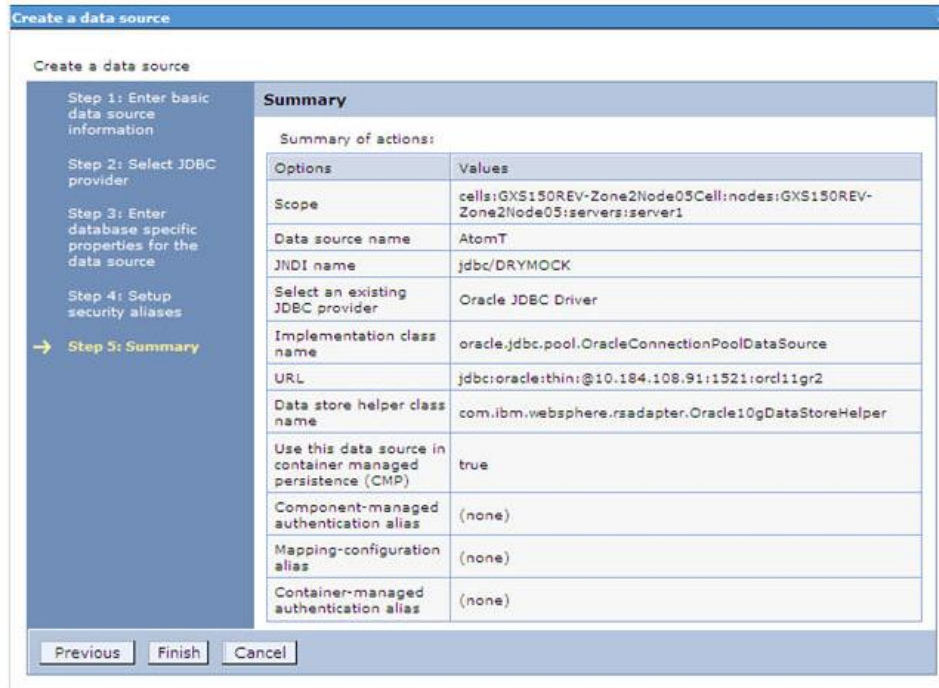 Create a data source
Create a data source
Step 1: Enter basic
data source
information
Step 2: Select JDBC
provider
Step 3: Enter
database specific
properties for the
data source
Step 4: Setup
security aliases
Step 5: Summary
Summary
Summary of actions:
Options Values
Scope cells:GXS150REV-Zone2Node05Cell:nodes:GXS150REV-
Zone2Node05:servers:server1
Data source name AtomT
JNDI name jdbc/DRYMOCK
Select an existing
JDBC provider Oracle JDBC Driver
Implementation class
name oracle.jdbc.pool.OracleConnectionPoolDataSource
URL jdbc:oracle:thin:@10.184.108.91:1521:orcl11gr2
Data store helper class
name com.ibm.websphere.rsadapter.Oracle10gDataStoreHelper
Use this data source in
container managed
persistence (CMP) true
Component-managed
authentication alias (none)
Mapping-configuration
alias (none)
Container-managed
authentication alias (none)
Previous Finish Cancel